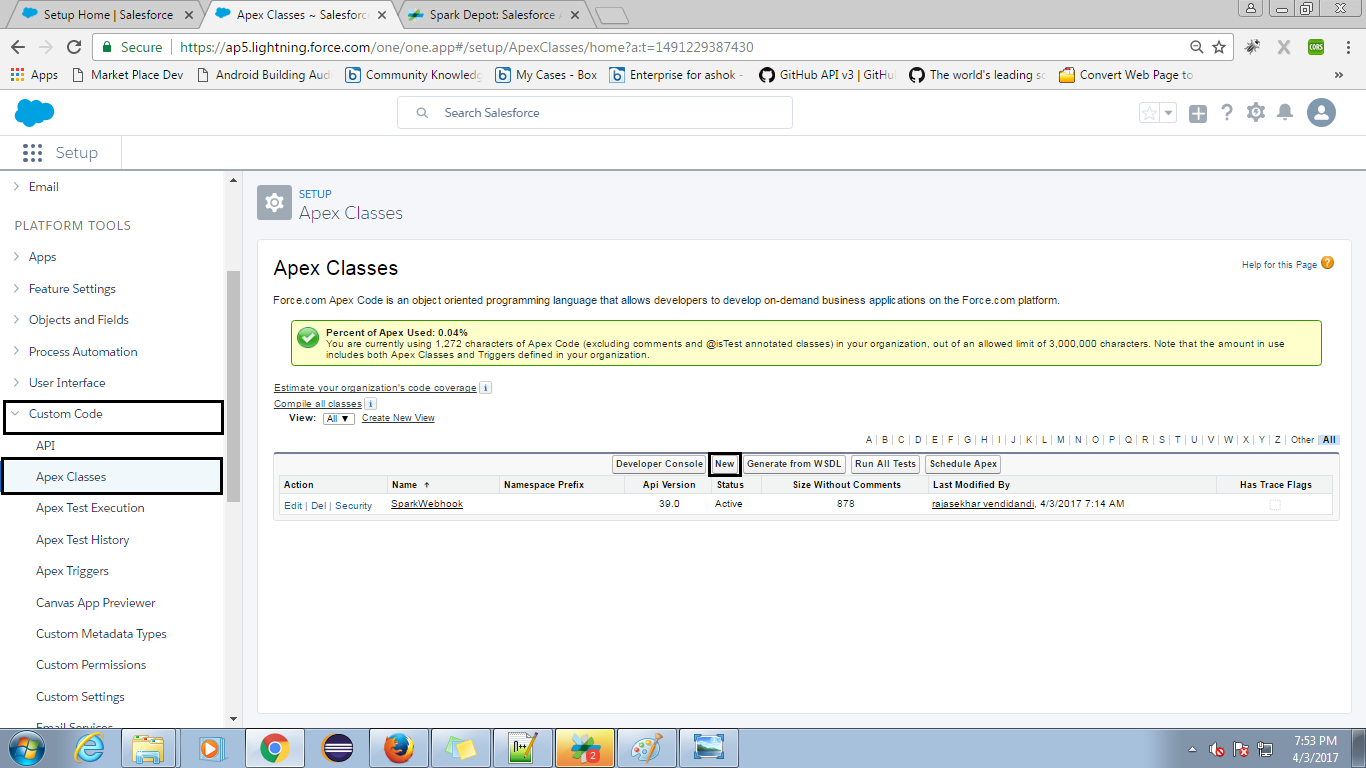 Setup Home | Salesforce
Apex Classes ~ Salesforc
Spark Depot: Salesforce
Secure
https://ap5.lightning.force.com/one/one.app#/setup/ApexClasses/home?a:t=1491229387430
CORS
Apps
Market Place Dev
Android Building Aud
Community Knowledg
My Cases - Box
Enterprise for ashok -
GitHub API v3 | GitHu
The world's leading so
Convert Web Page to
»
Search Salesforce
Setup
Email
PLATFORM TOOLS
Apps
Feature Settings
Objects and Fields
Process Automation
User Interface
Custom Code
API
Apex Classes
Apex Test Execution
Apex Test History
Apex Triggers
Canvas App Previewer
Custom Metadata Types
Custom Permissions
Custom Settings
Email Services
SETUP
Apex Classes
Apex Classes
Help for this Page ?
Force.com Apex Code is an object oriented programming language that allows developers to develop on-demand business applications on the Force.com platform.
Percent of Apex Used: 0.04%
You are currently using 1,272 characters of Apex Code (excluding comments and @isTest annotated classes) in your organization, out of an allowed limit of 3,000,000 characters. Note that the amount in use
includes both Apex Classes and Triggers defined in your organization.
Estimate your organization's code coverage i
Compile all classes i
View: All ▼ Create New View
A | B | C | D | E | F | G | H | I | J | K | L | M | N | O | P | Q | R | S | T | U | V | W | X | Y | Z | Other All
Developer Console New Generate from WSDL Run All Tests Schedule Apex
Action Name ↑ Namespace Prefix Api Version Status Size Without Comments Last Modified By Has Trace Flags
Edit | Del | Security SparkWebhook 39.0 Active 878 rajasekhar vendidandi, 4/3/2017 7:14 AM
2
7:53 PM
4/3/2017